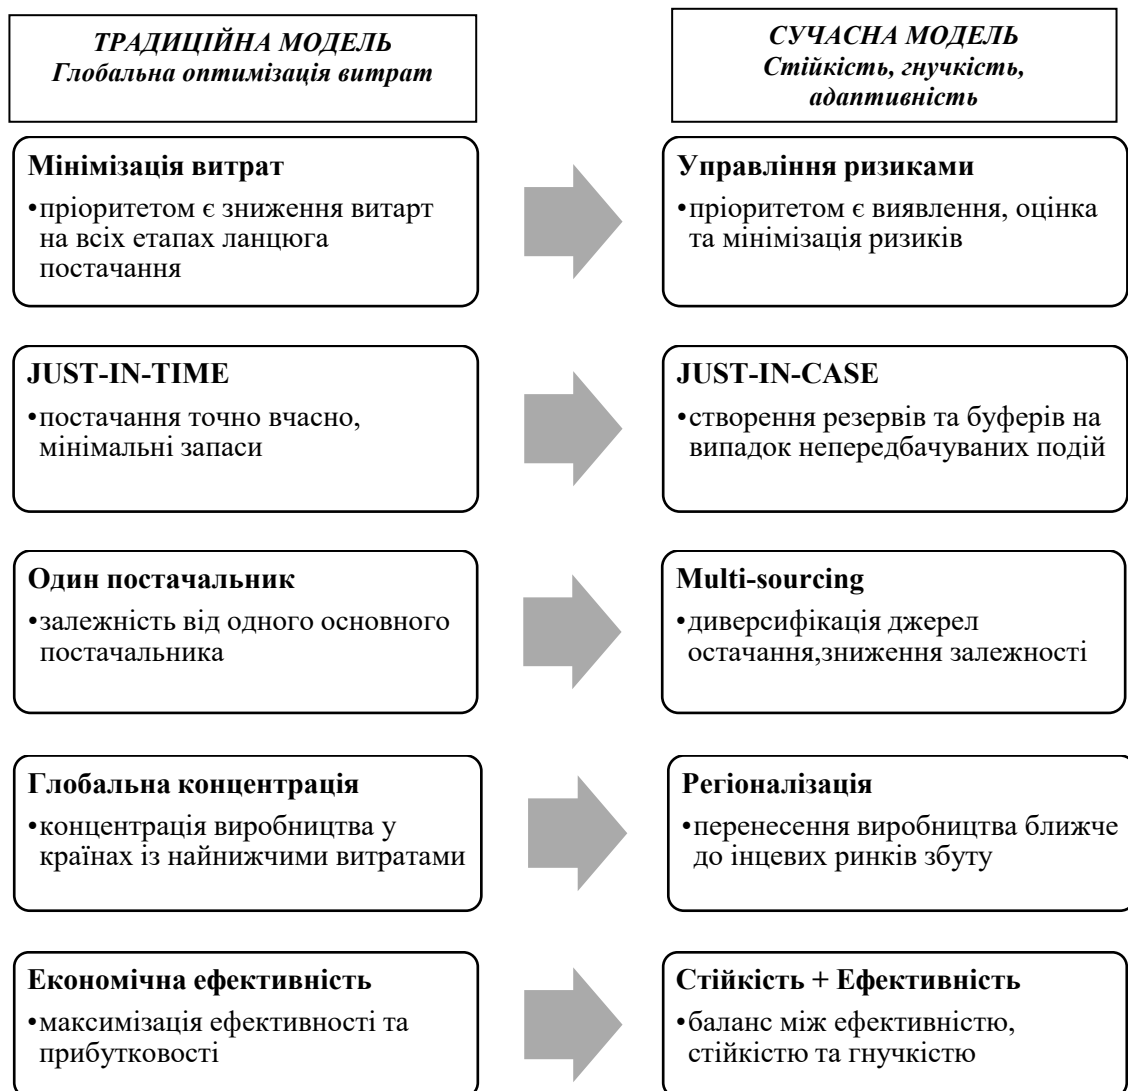 ТРАДИЦІЙНА МОДЕЛЬ
Глобальна оптимізація витрат
СУЧАСНА МОДЕЛЬ
Стійкість, гнучкість,
адаптивність
Мінімізація витрат
•пріоритетом є зниження витарт
на всіх етапах ланцюга
постачання
Управління ризиками
•пріоритетом є виявлення, оцінка
та мінімізація ризиків
JUST-IN-TIME
•постачання точно вчасно,
мінімальні запаси
JUST-IN-CASE
•створення резервів та буферів на
випадок непередбачуваних подій
Один постачальник
•залежність від одного основного
постачальника
Multi-sourcing
•диверсифікація джерел
остачання,зниження залежності
Глобальна концентрація
•концентрація виробництва у
країнах із найнижчими витратами
Регіоналізація
•перенесення виробництва ближче
до інцевих ринків збуту
Економічна ефективність
•максимізація ефективності та
прибутковості
Стійкість + Ефективність
•баланс між ефективністю,
стійкістю та гнучкістю